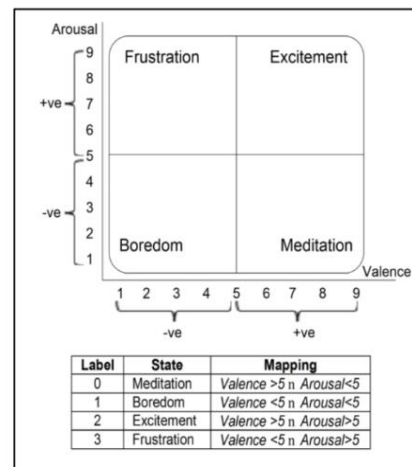 Arousal
9
Frustration Excitement
8
+ve 7
6
5
4
-ve 3
2
Boredom Meditation
1
Valence
1 2 3 4 5 6 7 8 9
-ve +ve
Label State Mapping
0 Meditation Valence >5 n Arousal<5
1 Boredom Valence <5 n Arousal<5
2 Excitement Valence >5 n Arousal>5
3 Frustration Valence <5 n Arousal>5